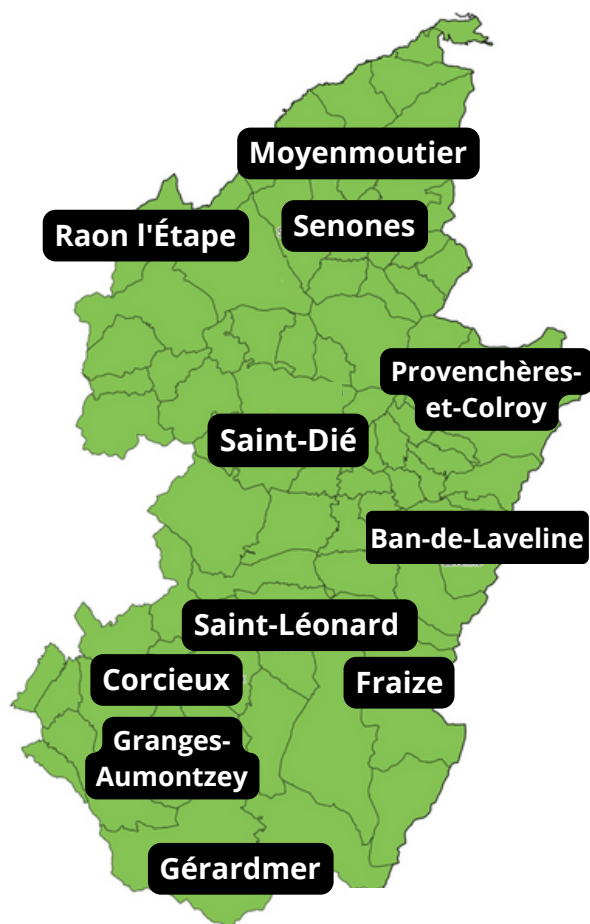 Moyenmoutier
Raon l'Étape
Senones
Provenchères-
et-Colroy
Saint-Dié
Ban-de-Laveline
Saint-Léonard
Corcieux
Fraize
Granges-
Aumontzey
Gérardmer